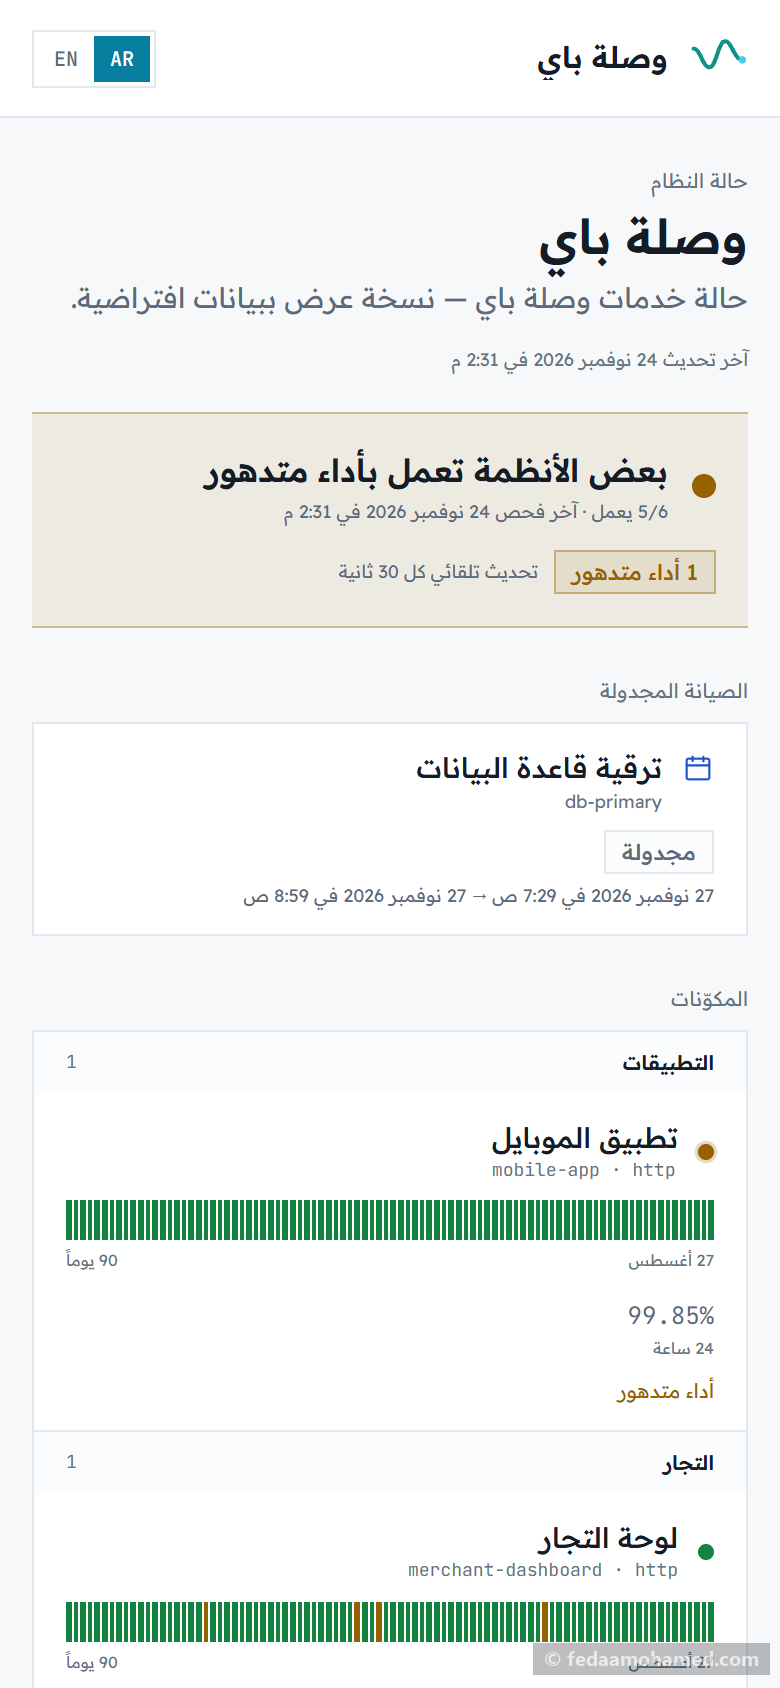 وصلة باي
AR
EN
حالة النظام
وصلة باي
حالة خدمات وصلة باي — نسخة عرض ببيانات افتراضية.
آخر تحديث 24 نوفمبر 2026 في 2:31 م
بعض الأنظمة تعمل بأداء متدهور
5/6 يعمل · آخر فحص 24 نوفمبر 2026 في 2:31 م
1 أداء متدهور
تحديث تلقائي كل 30 ثانية
الصيانة المجدولة
ترقية قاعدة البيانات
db-primary
مجدولة
27 نوفمبر 2026 في 7:29 ص → 27 نوفمبر 2026 في 8:59 ص
المكوّنات
التطبيقات
1
تطبيق الموبايل
mobile-app · http
27 أغسطس
90 يوماً
99.85%
24 ساعة
أداء متدهور
التجار
1
لوحة التجار
merchant-dashboard · http
27 أغسطس
90 يوماً
© fedaamohamed.com